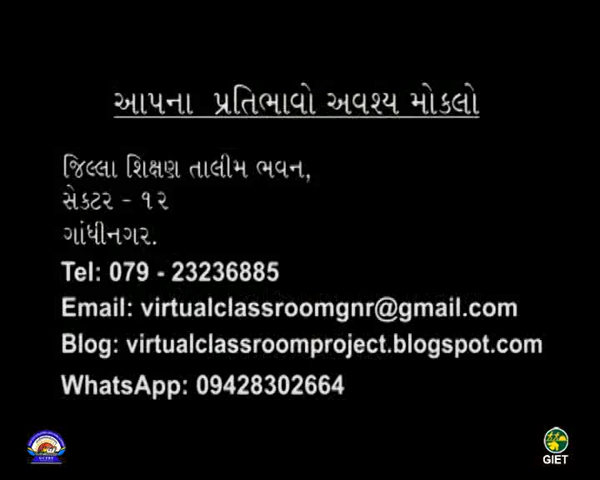 આપના પ્રતિભાવો અવશ્ય મોકલો
જિલ્લા શિક્ષણ તાલીમ ભવન,
સેક્ટર - ૧૨
ગાંધીનગર.
Tel: 079 - 23236885
Email: virtualclassroomgnr@gmail.com
Blog: virtualclassroomproject.blogspot.com
WhatsApp: 09428302664
GIET